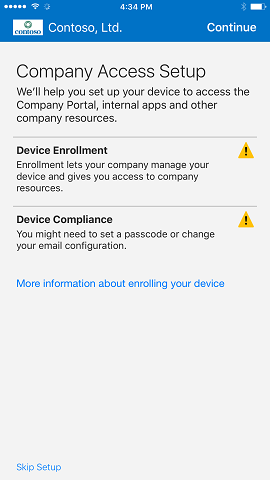 4:34 PM
contoso
Contoso, Ltd.
Continue
Company Access Setup
We'll help you set up your device to access the
Company Portal, internal apps and other
company resources.
Device Enrollment
Enrollment lets your company manage your
device and gives you access to company
resources.
Device Compliance
You might need to set a passcode or change
your email configuration.
More information about enrolling your device
Skip Setup